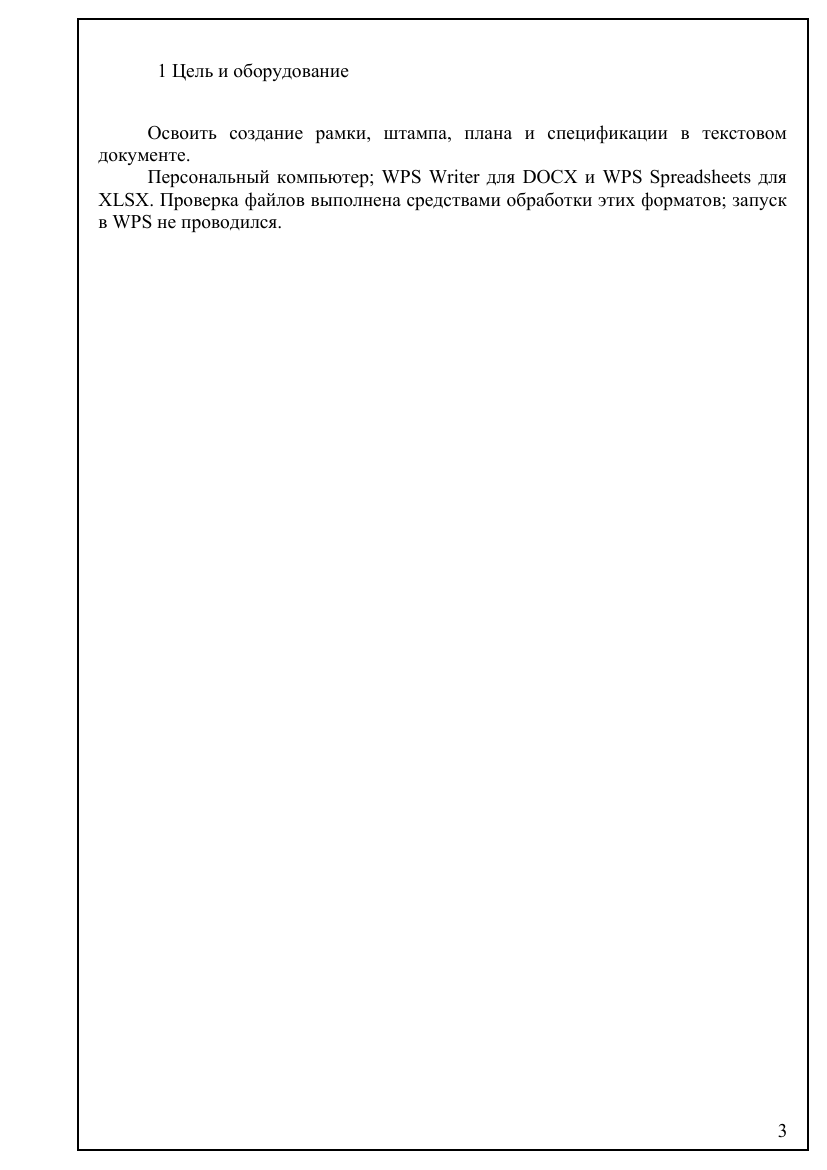 1 Цель и оборудование
Освоить создание рамки, штампа, плана и спецификации в текстовом
документе.
Персональный компьютер; WPS Writer для DOCX и WPS Spreadsheets для
XLSX. Проверка файлов выполнена средствами обработки этих форматов; запуск
в WPS не проводился.
3